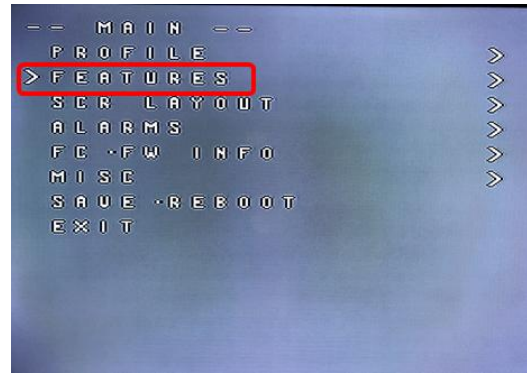 -- MAIN --
PROFILE >
> FEATURES >
SCR LAYOUT >
ALARMS >
FC+FW INFO >
MISC >
SAVE+REBOOT
EXIT